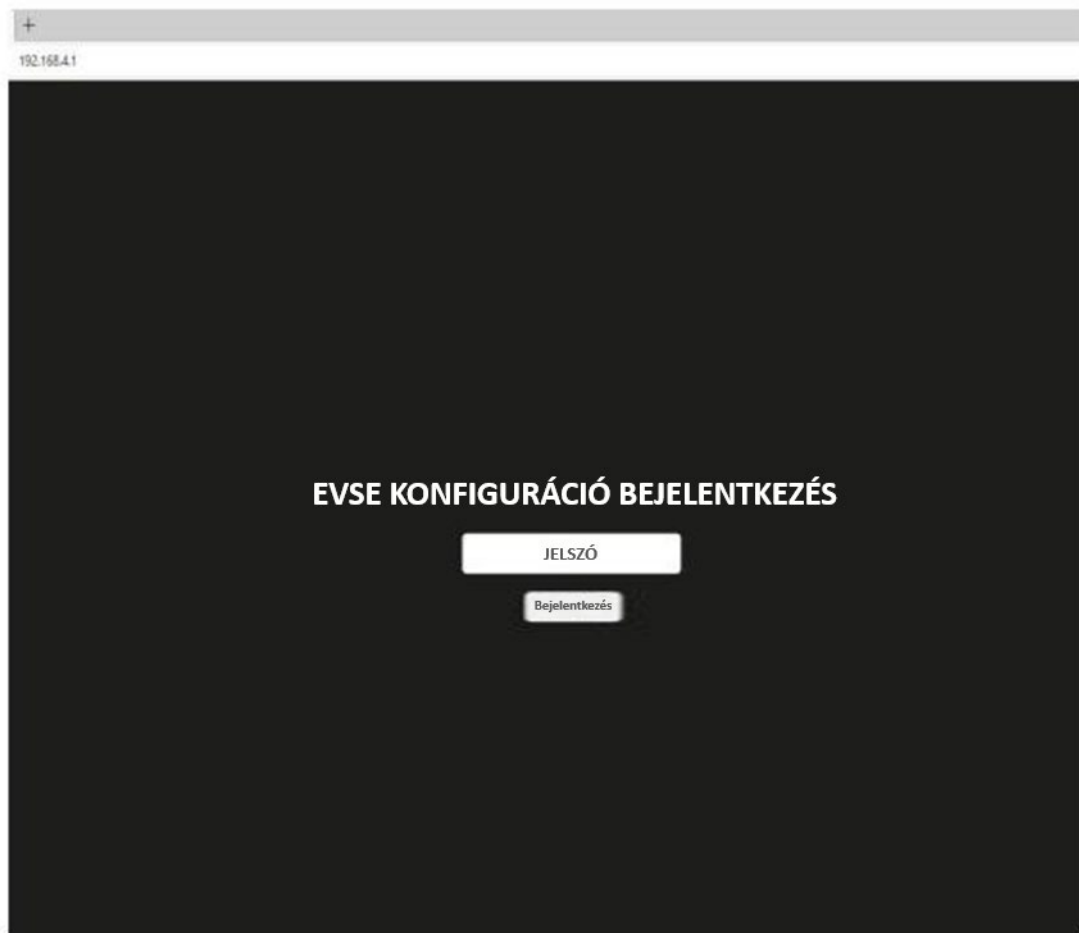 +
192.168.4.1
EVSE KONFIGURÁCIÓ BEJELENTKEZÉS
JELSZÓ
Bejelentkezés